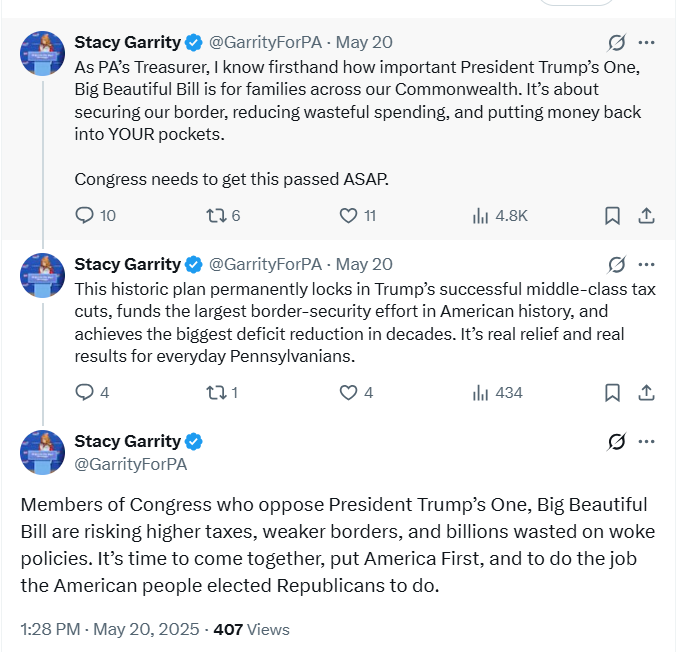 Stacy Garrity @GarrityForPA · May 20
As PA's Treasurer, I know firsthand how important President Trump's One,
Big Beautiful Bill is for families across our Commonwealth. It's about
securing our border, reducing wasteful spending, and putting money back
into YOUR pockets.
Congress needs to get this passed ASAP.
10 6 11 4.8K
Stacy Garrity @GarrityForPA · May 20
This historic plan permanently locks in Trump's successful middle-class tax
cuts, funds the largest border-security effort in American history, and
achieves the biggest deficit reduction in decades. It's real relief and real
results for everyday Pennsylvanians.
4 1 4 434
Stacy Garrity
@GarrityForPA
Members of Congress who oppose President Trump's One, Big Beautiful
Bill are risking higher taxes, weaker borders, and billions wasted on woke
policies. It's time to come together, put America First, and to do the job
the American people elected Republicans to do.
1:28 PM · May 20, 2025 · 407 Views